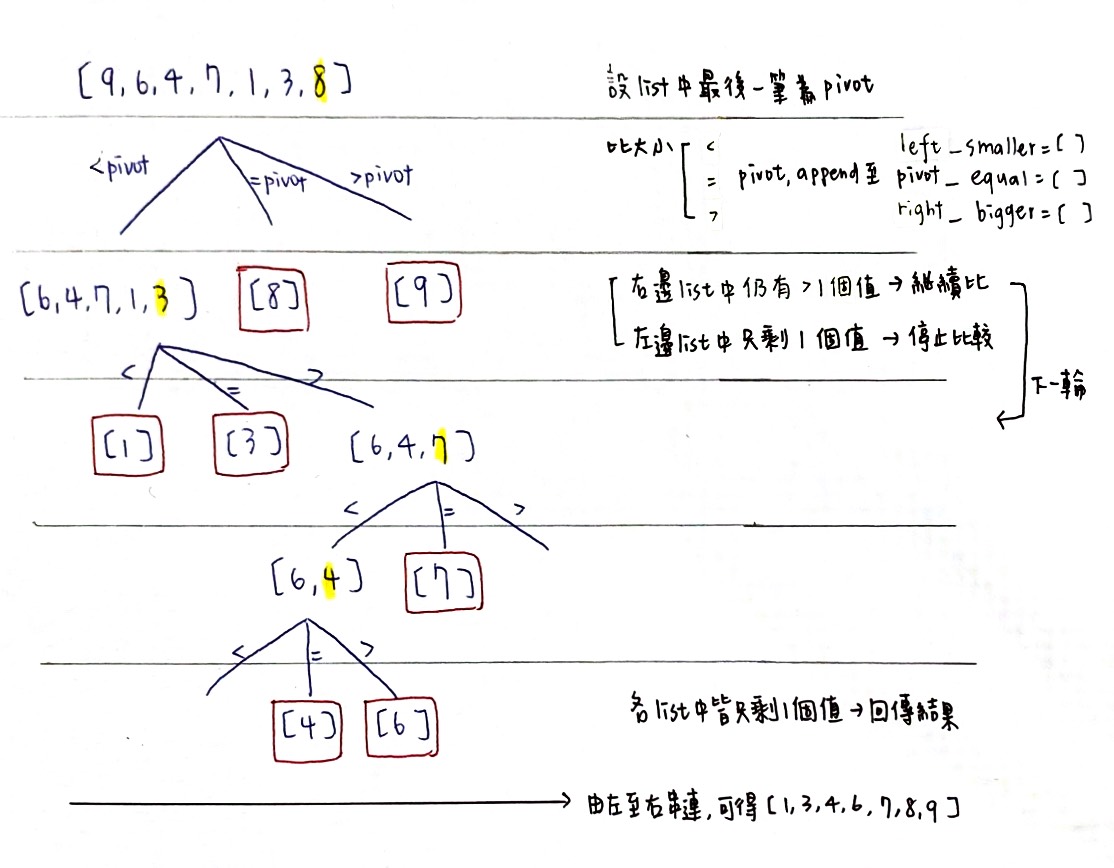 [9,6,4,7,1,3,8]
設list中最後一筆為pivot
<pivot
=pivot
>pivot
比大小
<
=
>
pivot, append至
left_smaller=[ ]
pivot_equal=[ ]
right_bigger=[ ]
[6,4,7,1,3]
[8]
[9]
右邊list中仍有>1個值→繼續比
左邊list中只剩1個值→停止比較
下一輪
<
=
>
[1]
[3]
[6,4,7]
<
=
>
[6,4]
[7]
<
=
>
[4]
[6]
各list中皆只剩1個值→回傳結果
由左至右串連,可得[1,3,4,6,7,8,9]